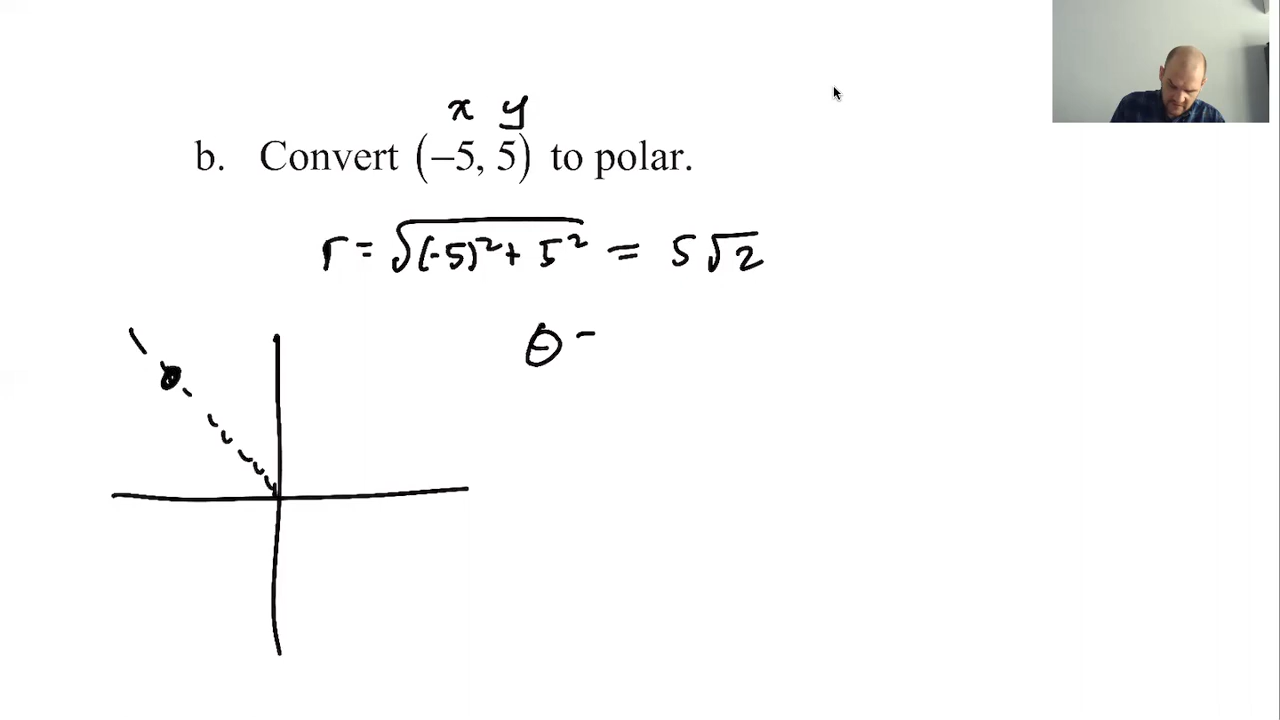 x y
b. Convert (–5, 5) to polar.
r = √((-5)² + 5²) = 5√2
θ -